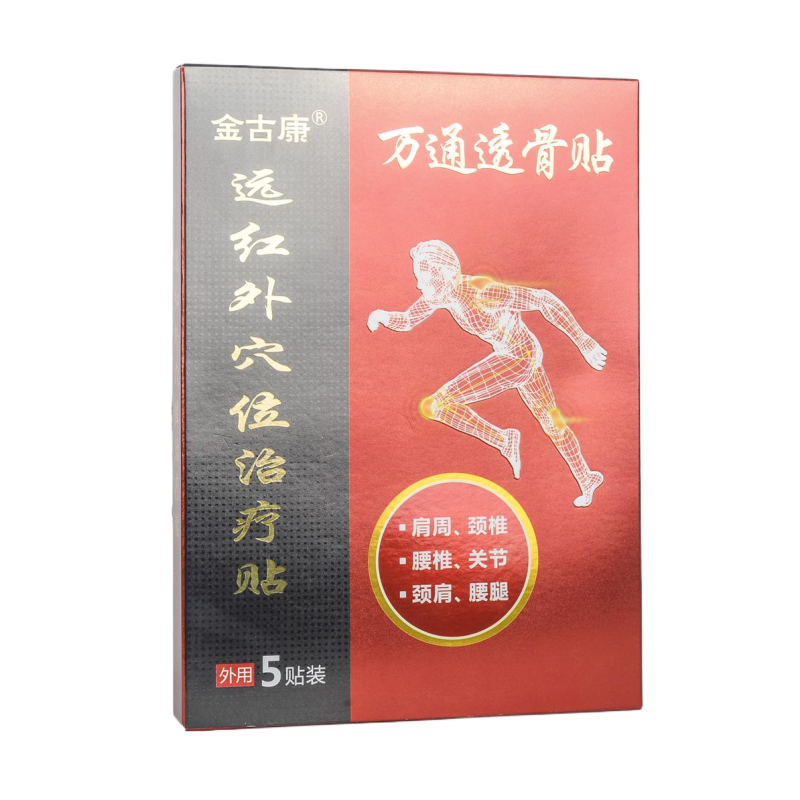 金古康®
远红外穴位治疗贴
外用 5贴装
万通透骨贴
▪肩周、颈椎
▪腰椎、关节
▪颈肩、腰腿